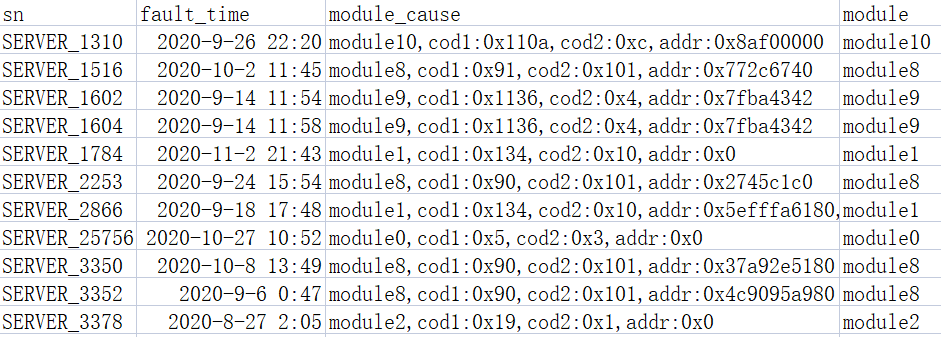 sn fault_time module_cause module
SERVER_1310 2020-9-26 22:20 module10,cod1:0x110a,cod2:0xc,addr:0x8af00000 module10
SERVER_1516 2020-10-2 11:45 module8,cod1:0x91,cod2:0x101,addr:0x772c6740 module8
SERVER_1602 2020-9-14 11:54 module9,cod1:0x1136,cod2:0x4,addr:0x7fba4342 module9
SERVER_1604 2020-9-14 11:58 module9,cod1:0x1136,cod2:0x4,addr:0x7fba4342 module9
SERVER_1784 2020-11-2 21:43 module1,cod1:0x134,cod2:0x10,addr:0x0 module1
SERVER_2253 2020-9-24 15:54 module8,cod1:0x90,cod2:0x101,addr:0x2745c1c0 module8
SERVER_2866 2020-9-18 17:48 module1,cod1:0x134,cod2:0x10,addr:0x5efffa6180, module1
SERVER_25756 2020-10-27 10:52 module0,cod1:0x5,cod2:0x3,addr:0x0 module0
SERVER_3350 2020-10-8 13:49 module8,cod1:0x90,cod2:0x101,addr:0x37a92e5180 module8
SERVER_3352 2020-9-6 0:47 module8,cod1:0x90,cod2:0x101,addr:0x4c9095a980 module8
SERVER_3378 2020-8-27 2:05 module2,cod1:0x19,cod2:0x1,addr:0x0 module2